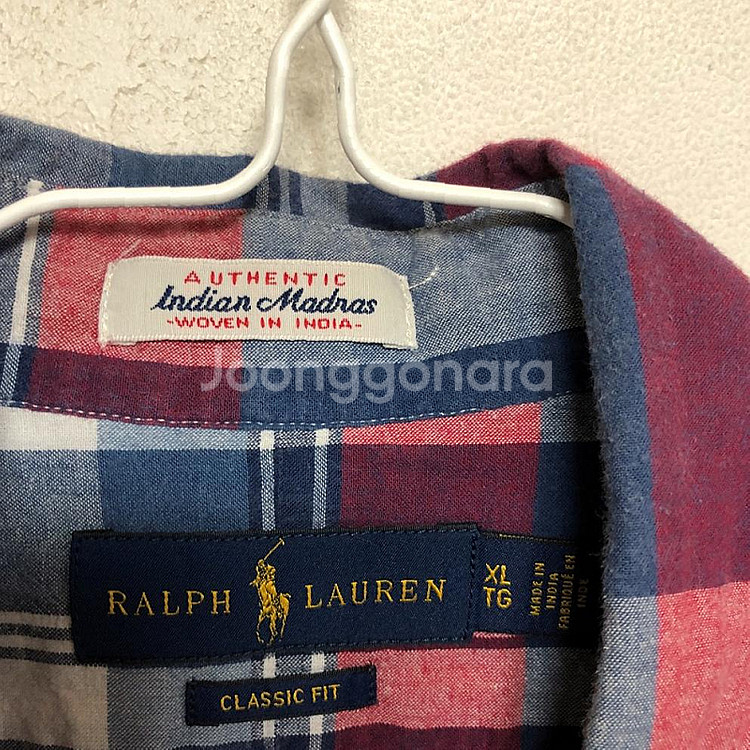 AUTHENTIC
Indian Madras
-WOVEN IN INDIA-
Joonggonara
RALPH LAUREN
XL
TG
MADE IN
INDIA
FABRIQUÉ EN
INDE
CLASSIC FIT